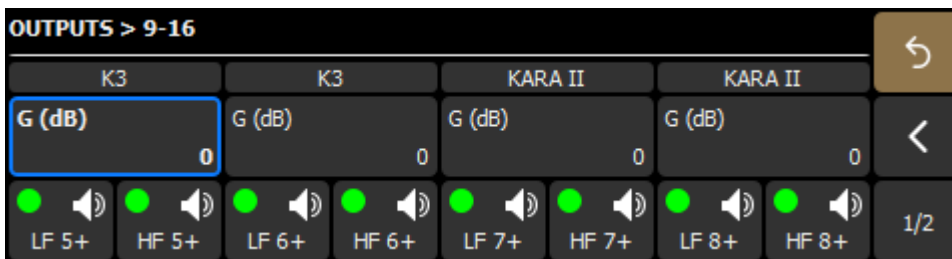 OUTPUTS > 9-16
K3 K3 KARA II KARA II
G (dB) G (dB) G (dB) G (dB)
0 0 0 0
LF 5+ HF 5+ LF 6+ HF 6+ LF 7+ HF 7+ LF 8+ HF 8+
1/2